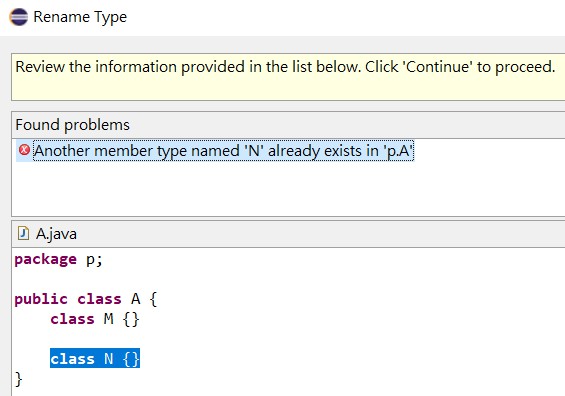 Rename Type
Review the information provided in the list below. Click 'Continue' to proceed.
Found problems
Another member type named 'N' already exists in 'p.A'
A.java
package p;
public class A {
class M {}
class N {}
}